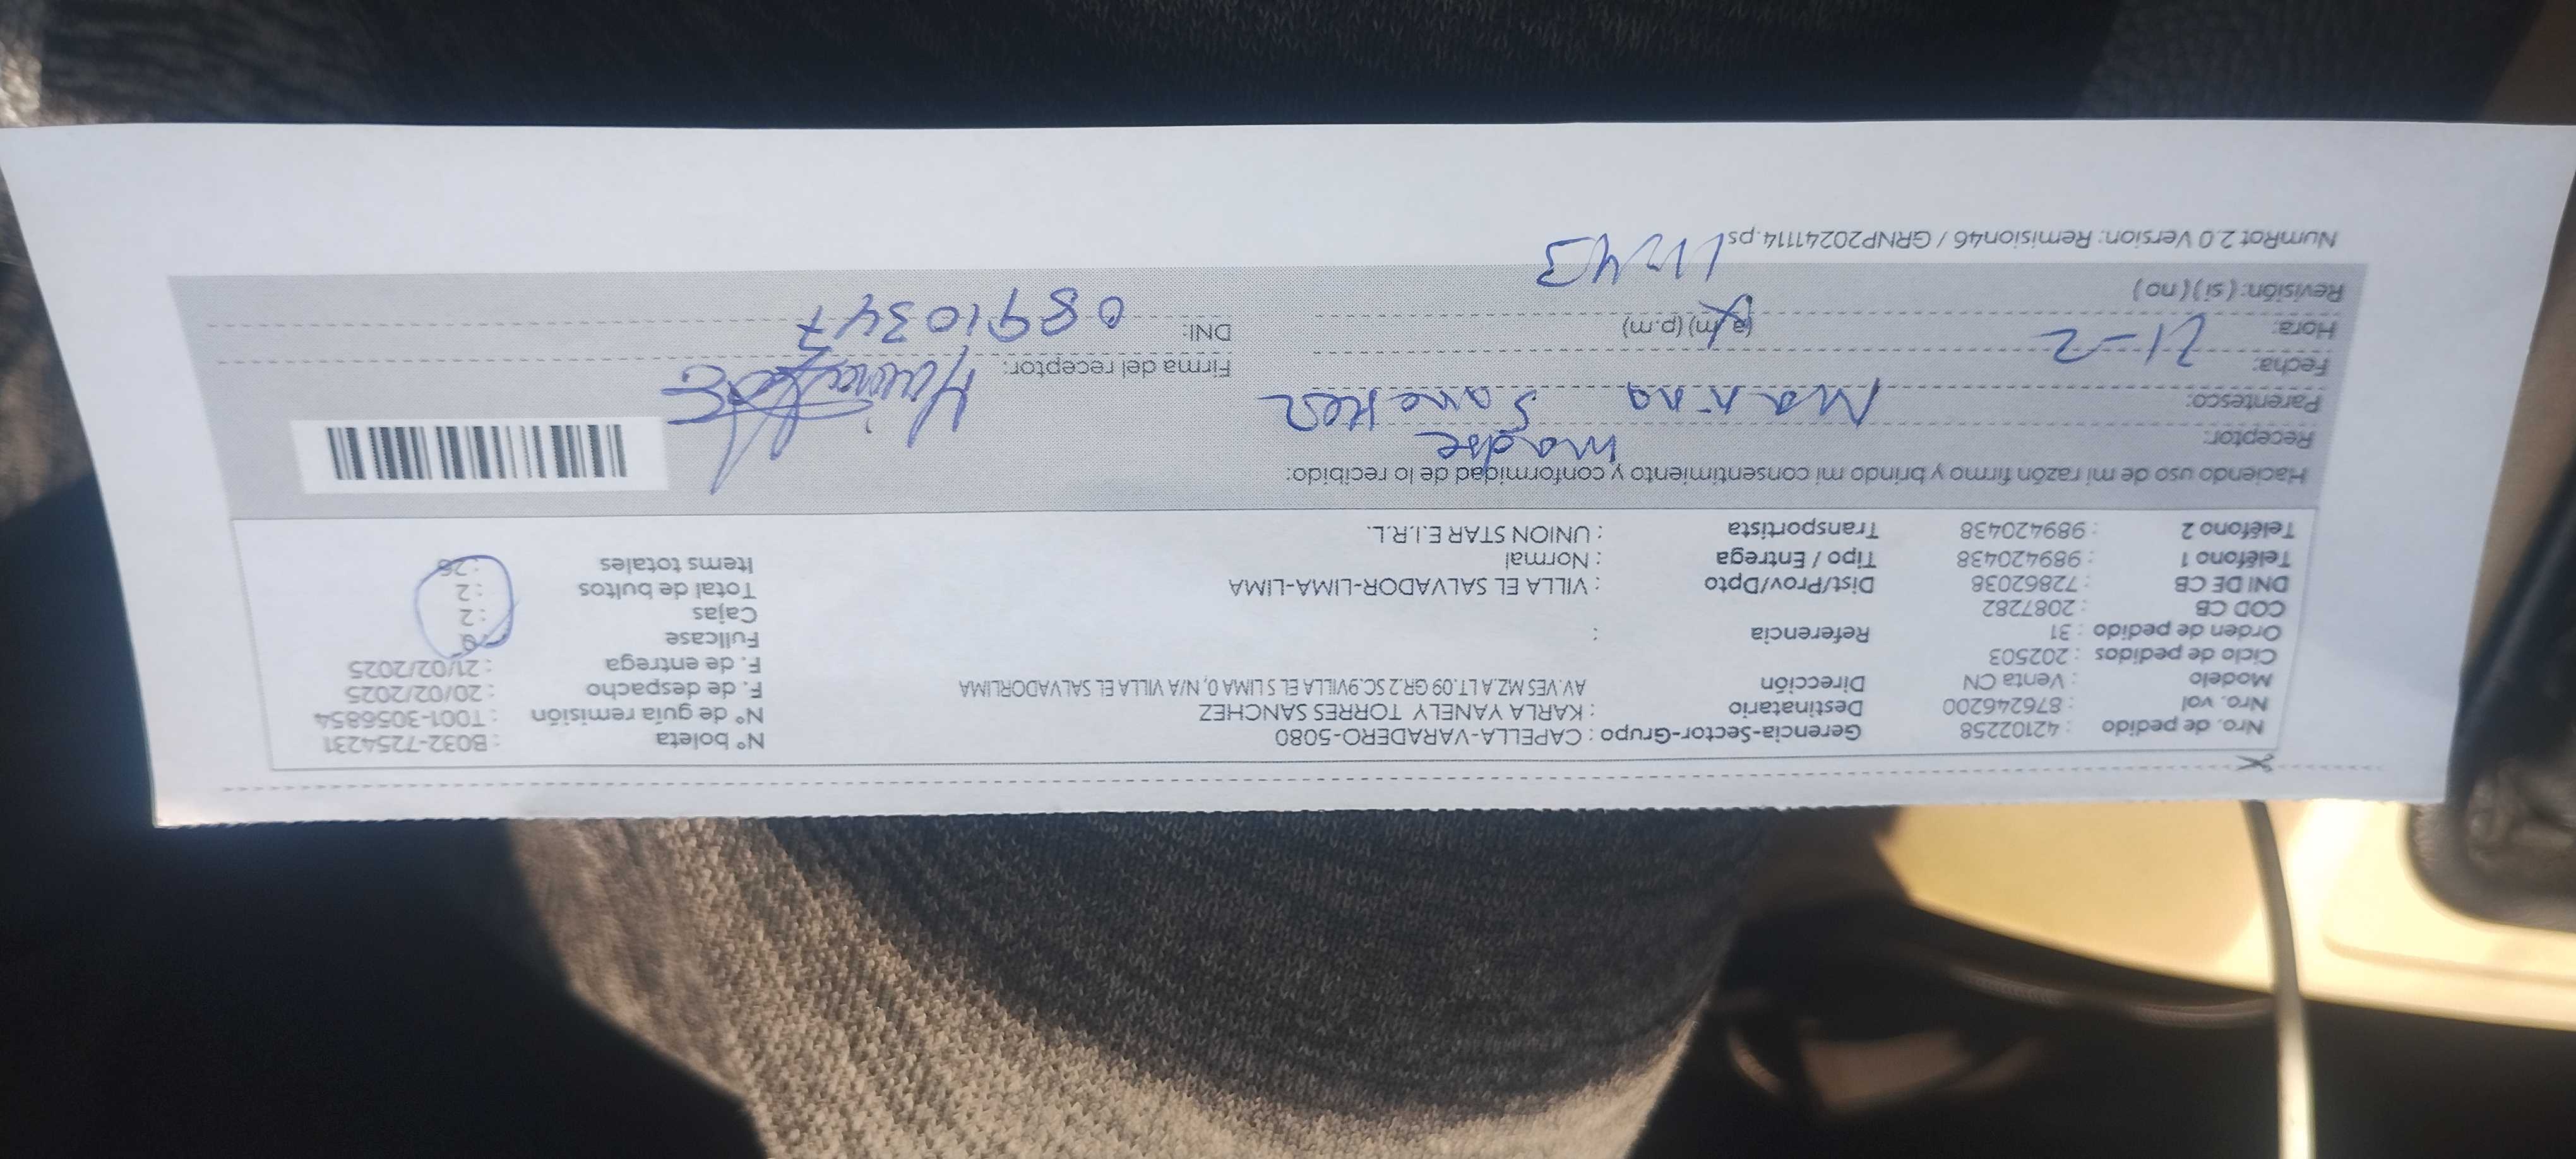 Nro. de pedido : 42102258 Gerencia-Sector-Grupo : CAPELLA-VARADERO-5080 N° boleta : B032-7254231
Nro. vol : 876246200 Destinatario : KARLA YANELY TORRES SANCHEZ N° de guía remisión : T001-3056854
Modelo : Venta CN Dirección AV.VES MZ.A LT.09 GR.2 SC.9VILLA EL S LIMA 0, N/A VILLA EL SALVADORLIMA F. de despacho : 20/02/2025
Ciclo de pedidos : 202503 F. de entrega : 21/02/2025
Orden de pedido : 31 Referencia : Fullcase : 0
COD CB : 2087282 Cajas : 2
DNI DE CB : 72862038 Dist/Prov/Dpto : VILLA EL SALVADOR-LIMA-LIMA Total de bultos : 2
Teléfono 1 : 989420438 Tipo / Entrega : Normal Items totales : 26
Teléfono 2 : 989420438 Transportista : UNION STAR E.I.R.L.
Haciendo uso de mi razón firmo y brindo mi consentimiento y conformidad de lo recibido:
Receptor: madre
Parentesco: Marina Sanchez
Fecha: 21-2 Firma del receptor:
Hora: (a.m) (p.m) DNI: 08910347
Revisión: ( si ) ( no ) 11:43
NumRot 2.0 Version: Remision46 / GRNP20241114.ps